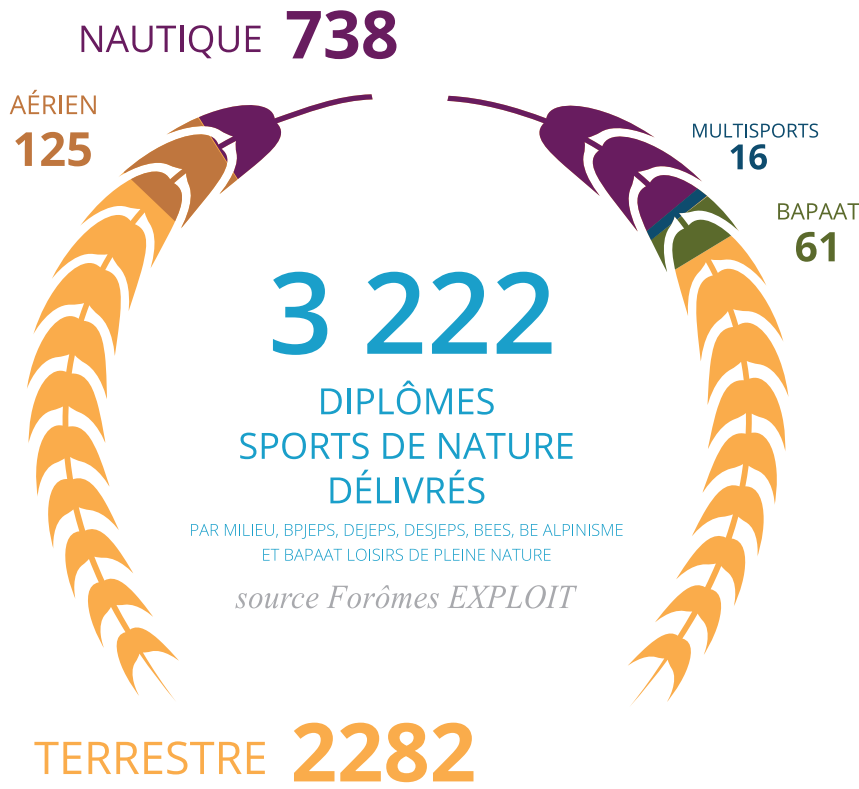 NAUTIQUE 738
AÉRIEN
125
MULTISPORTS
16
BAPAAT
61
3 222
DIPLÔMES
SPORTS DE NATURE
DÉLIVRÉS
PAR MILIEU, BPJEPS, DEJEPS, DESJEPS, BEES, BE ALPINISME
ET BAPAAT LOISIRS DE PLEINE NATURE
source Forômes EXPLOIT
TERRESTRE 2282